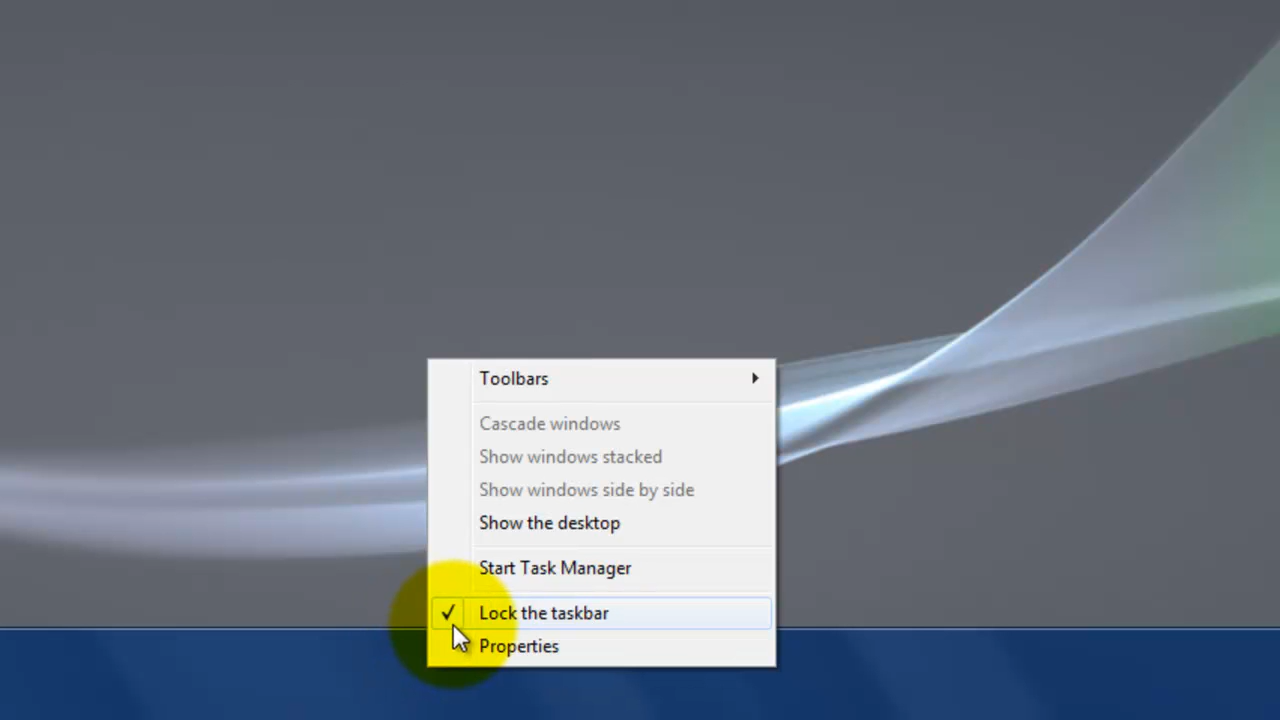 Toolbars
Cascade windows
Show windows stacked
Show windows side by side
Show the desktop
Start Task Manager
Lock the taskbar
Properties